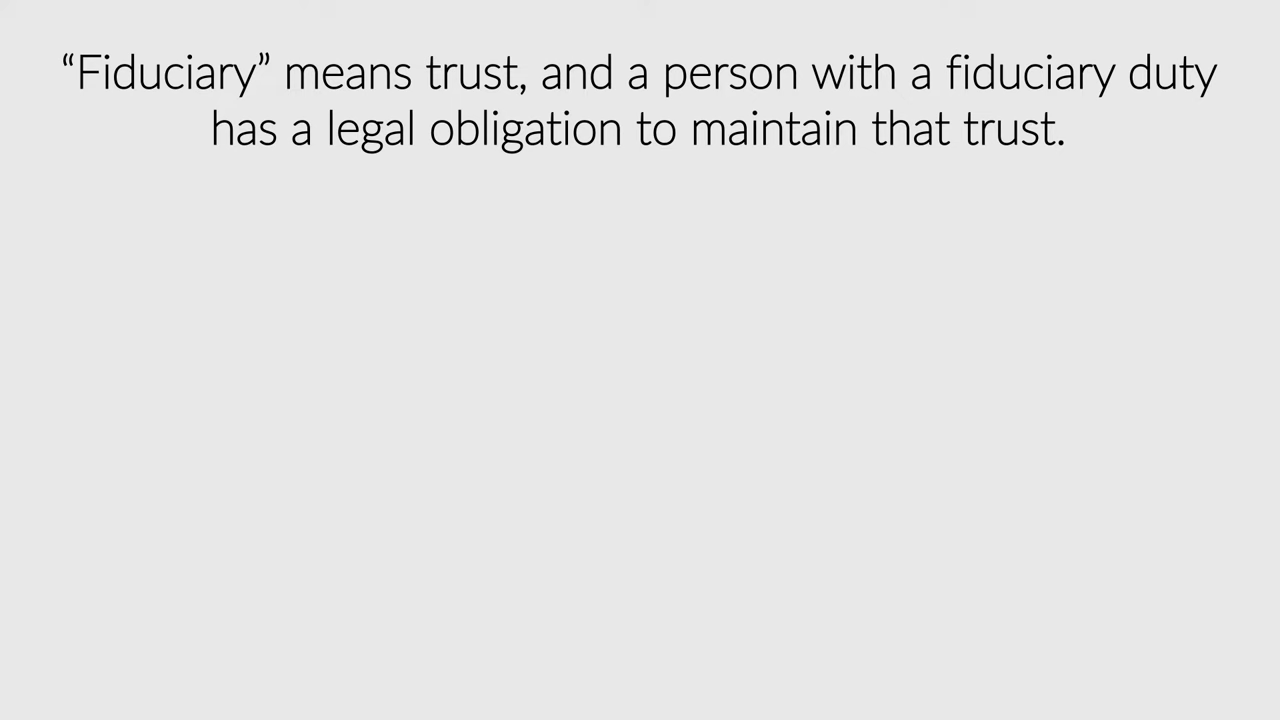 “Fiduciary” means trust, and a person with a fiduciary duty
has a legal obligation to maintain that trust.